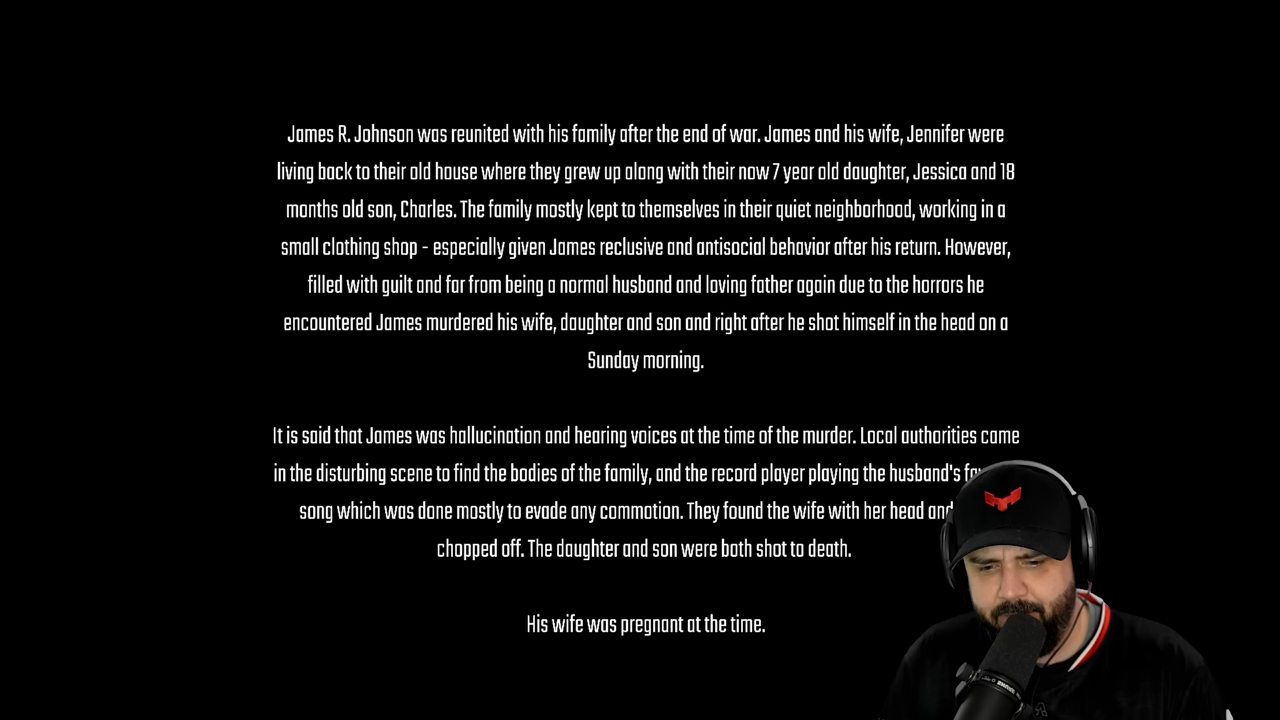 James R. Johnson was reunited with his family after the end of war. James and his wife, Jennifer were
living back to their old house where they grew up along with their now 7 year old daughter, Jessica and 18
months old son, Charles. The family mostly kept to themselves in their quiet neighborhood, working in a
small clothing shop - especially given James reclusive and antisocial behavior after his return. However,
filled with guilt and far from being a normal husband and loving father again due to the horrors he
encountered James murdered his wife, daughter and son and right after he shot himself in the head on a
Sunday morning.
It is said that James was hallucination and hearing voices at the time of the murder. Local authorities came
in the disturbing scene to find the bodies of the family, and the record player playing the husband's
song which was done mostly to evade any commotion. They found the wife with her head and
chopped off. The daughter and son were both shot to death.
His wife was pregnant at the time.